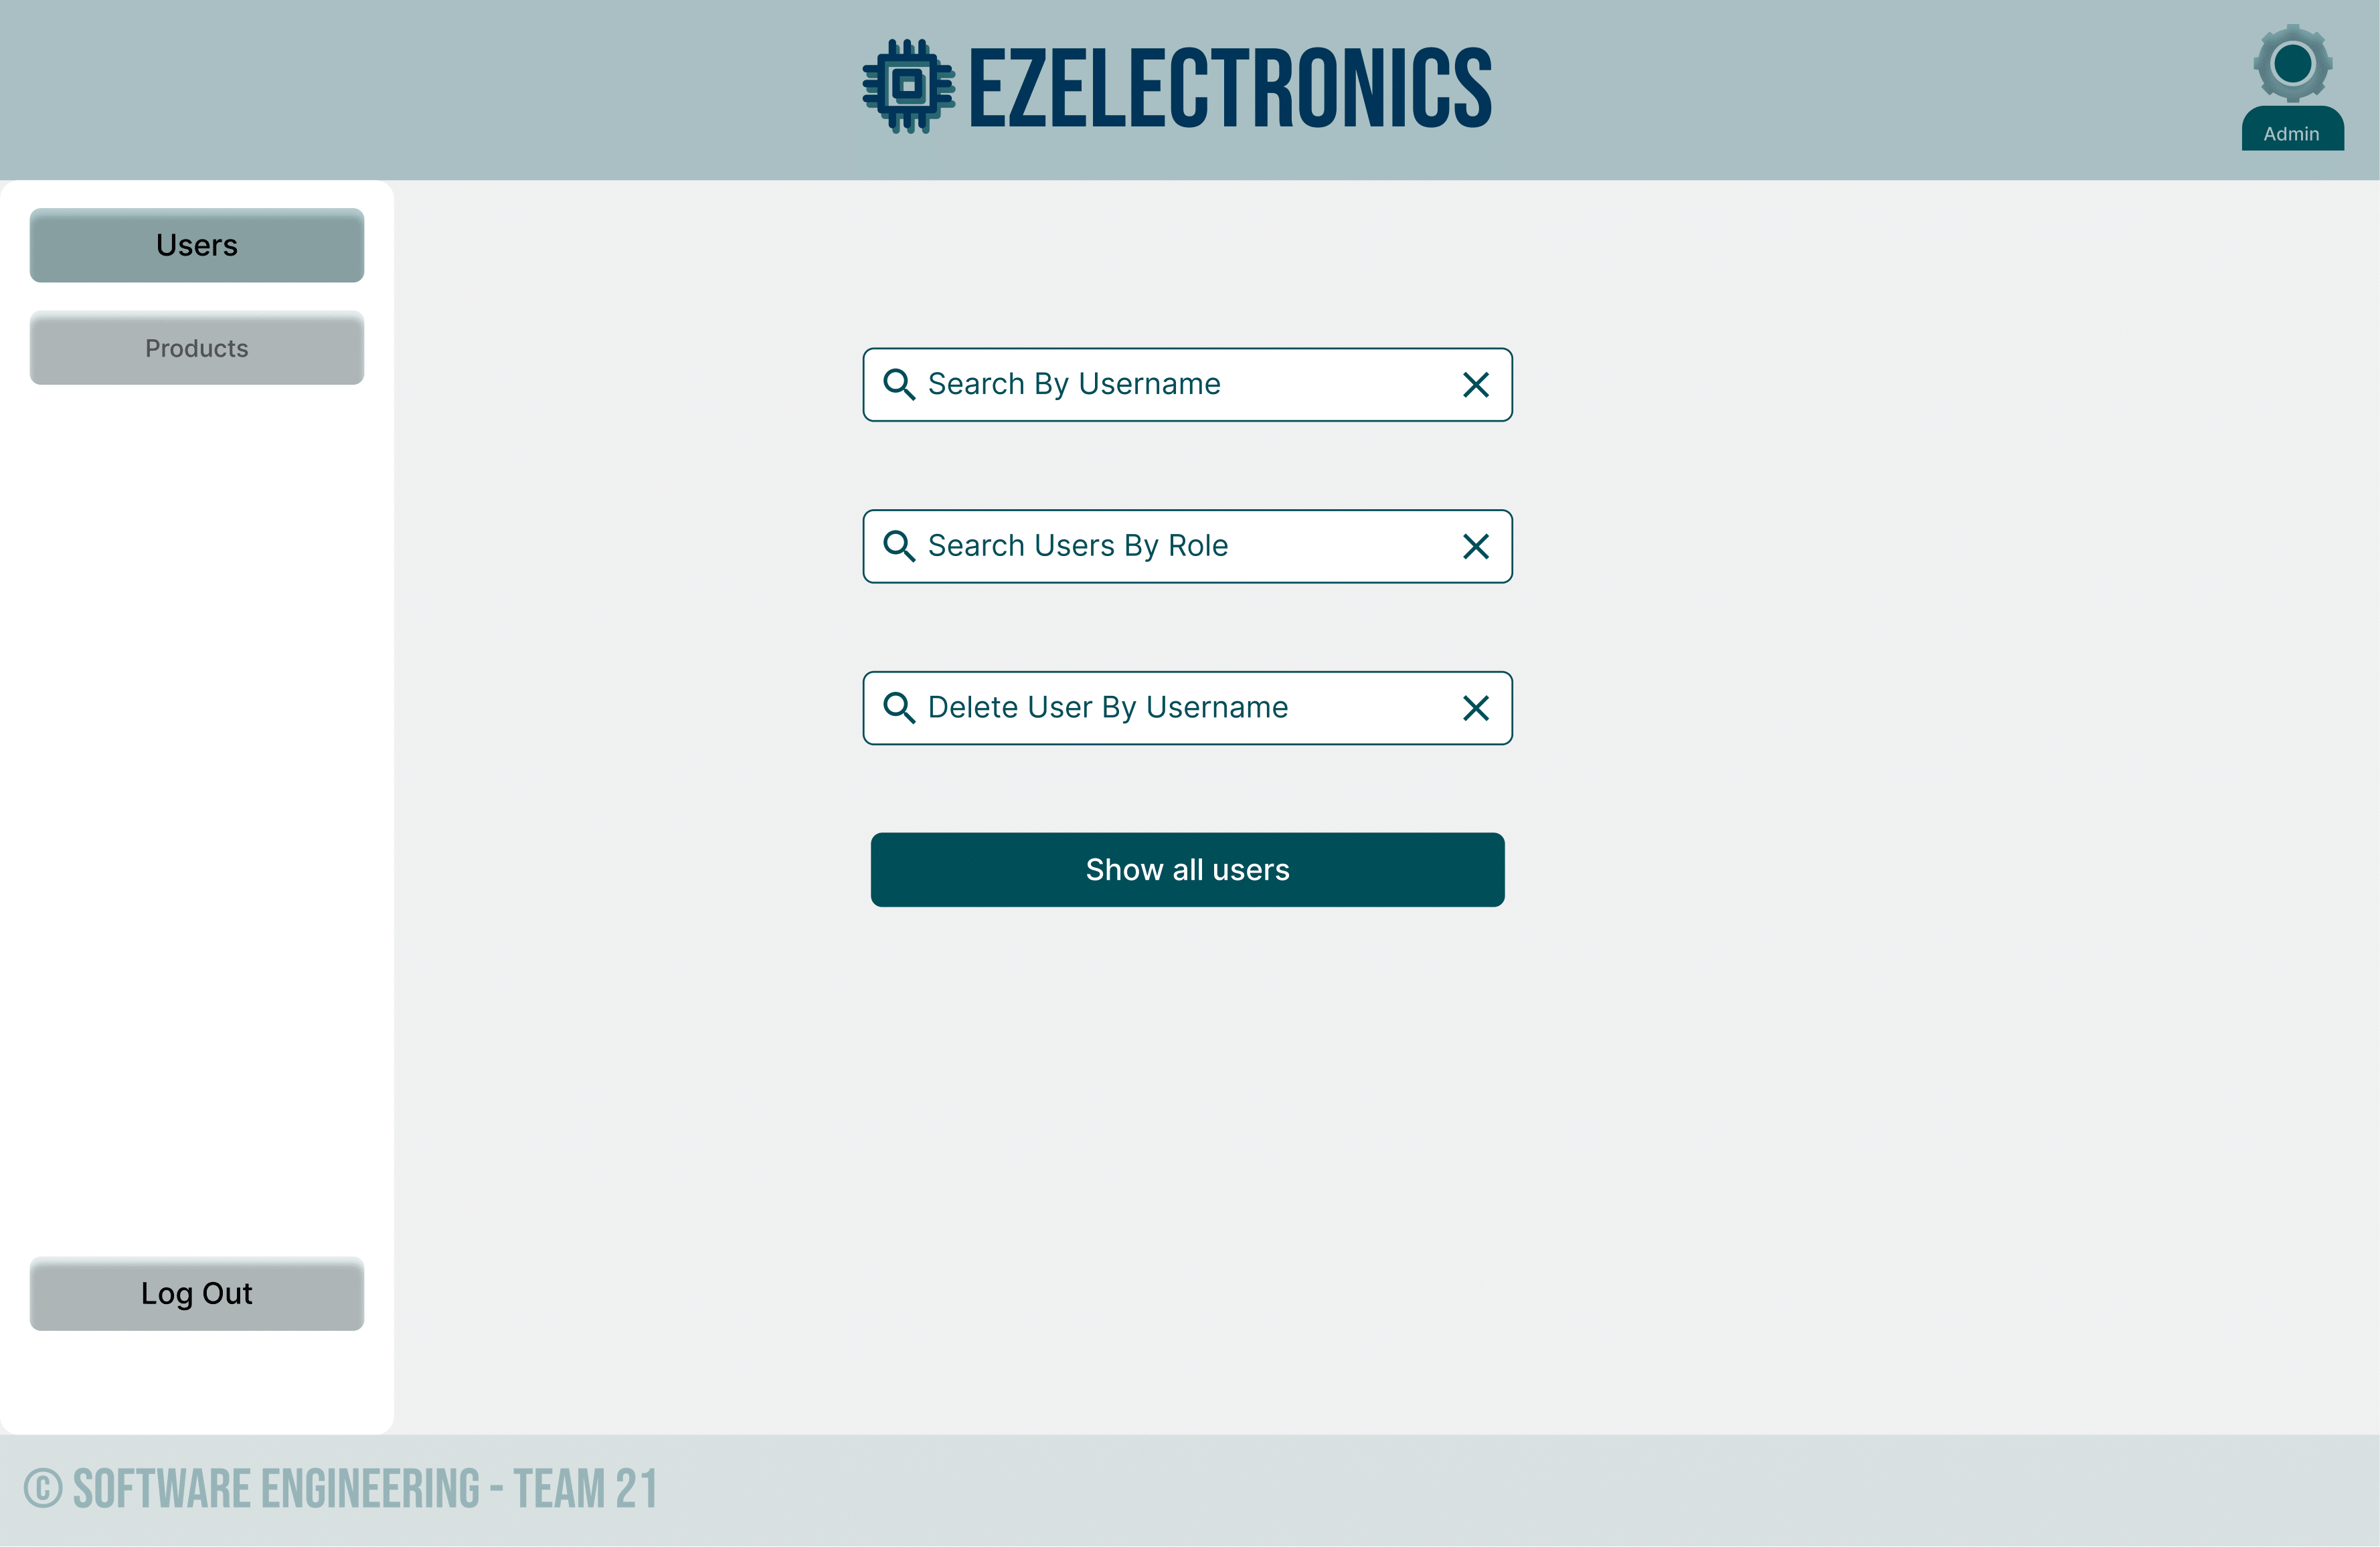 EZELECTRONICS
Admin
Users
Products
Search By Username
Search Users By Role
Delete User By Username
Show all users
Log Out
© SOFTWARE ENGINEERING - TEAM 21